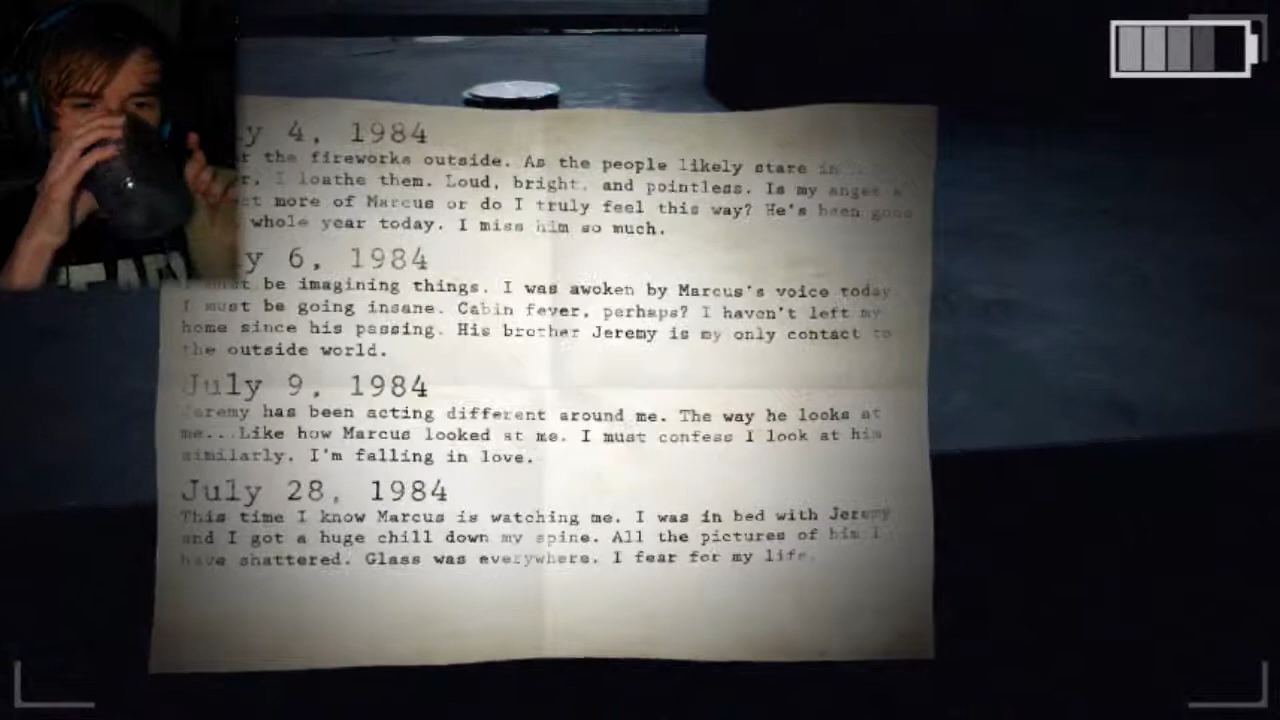 y 4, 1984
the fireworks outside. As the people likely stare in
I loathe them. Loud, bright, and pointless. Is my anger
more of Marcus or do I truly feel this way? He's been gone
whole year today. I miss him so much.
y 6, 1984
be imagining things. I was awoken by Marcus's voice today
I must be going insane. Cabin fever, perhaps? I haven't left my
home since his passing. His brother Jeremy is my only contact to
the outside world.
July 9, 1984
Jeremy has been acting different around me. The way he looks at
me...Like how Marcus looked at me. I must confess I look at him
similarly. I'm falling in love.
July 28, 1984
This time I know Marcus is watching me. I was in bed with Jeremy
and I got a huge chill down my spine. All the pictures of him I
have shattered. Glass was everywhere. I fear for my life.